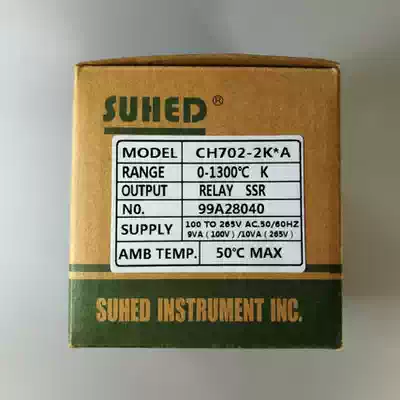 SUHED®
MODEL CH702-2K*A
RANGE 0-1300℃ K
OUTPUT RELAY SSR
NO. 99A28040
SUPPLY 100 TO 265V AC.50/60HZ
9VA (100V) /10VA (265V)
AMB TEMP. 50℃ MAX
SUHED INSTRUMENT INC.